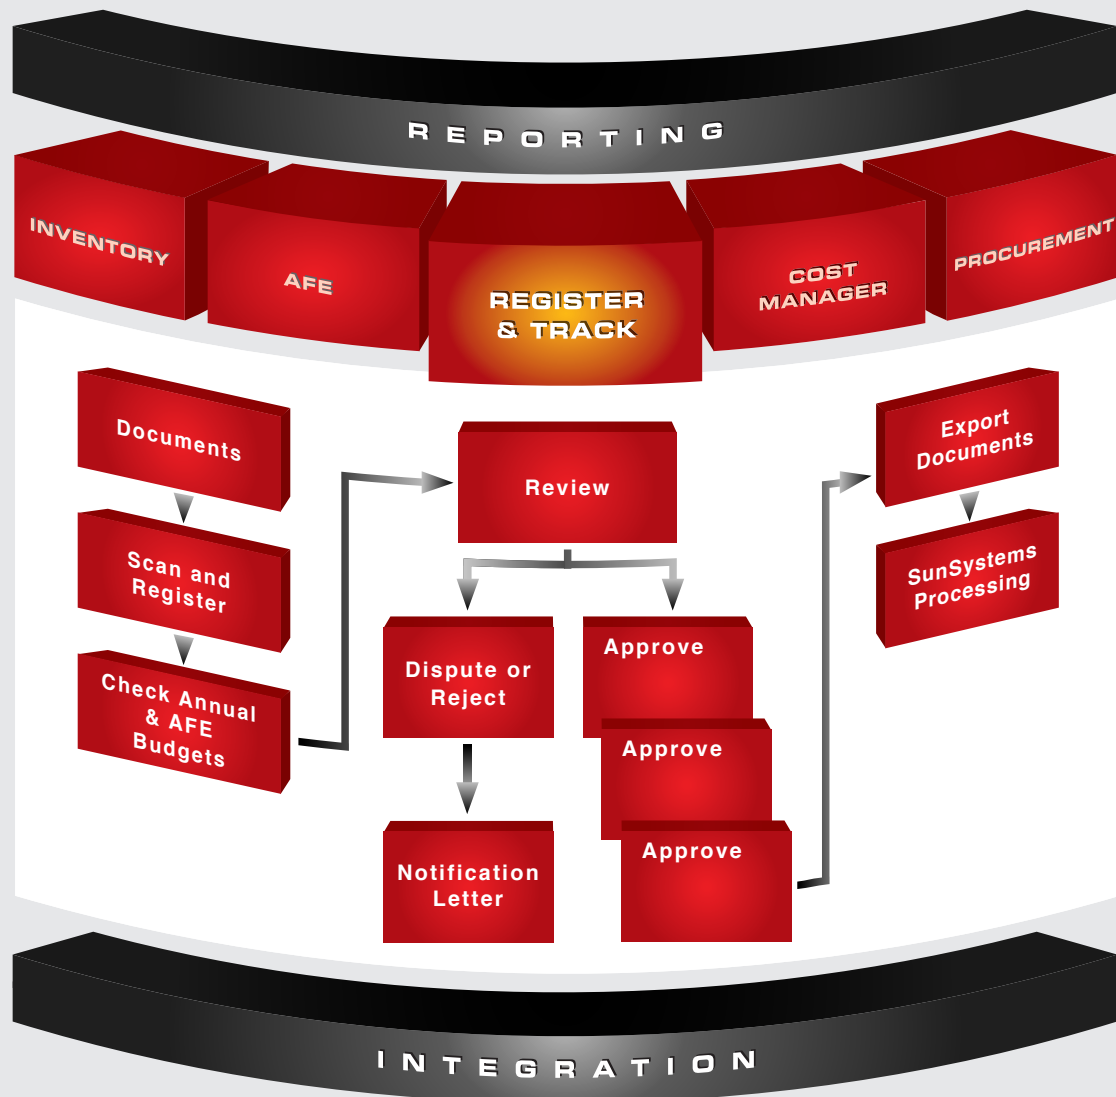 REPORTING
INVENTORY
AFE
REGISTER
& TRACK
COST
MANAGER
PROCUREMENT
Documents
Scan and
Register
Check Annual
& AFE
Budgets
Review
Dispute or
Reject
Notification
Letter
Approve
Approve
Approve
Export
Documents
SunSystems
Processing
INTEGRATION